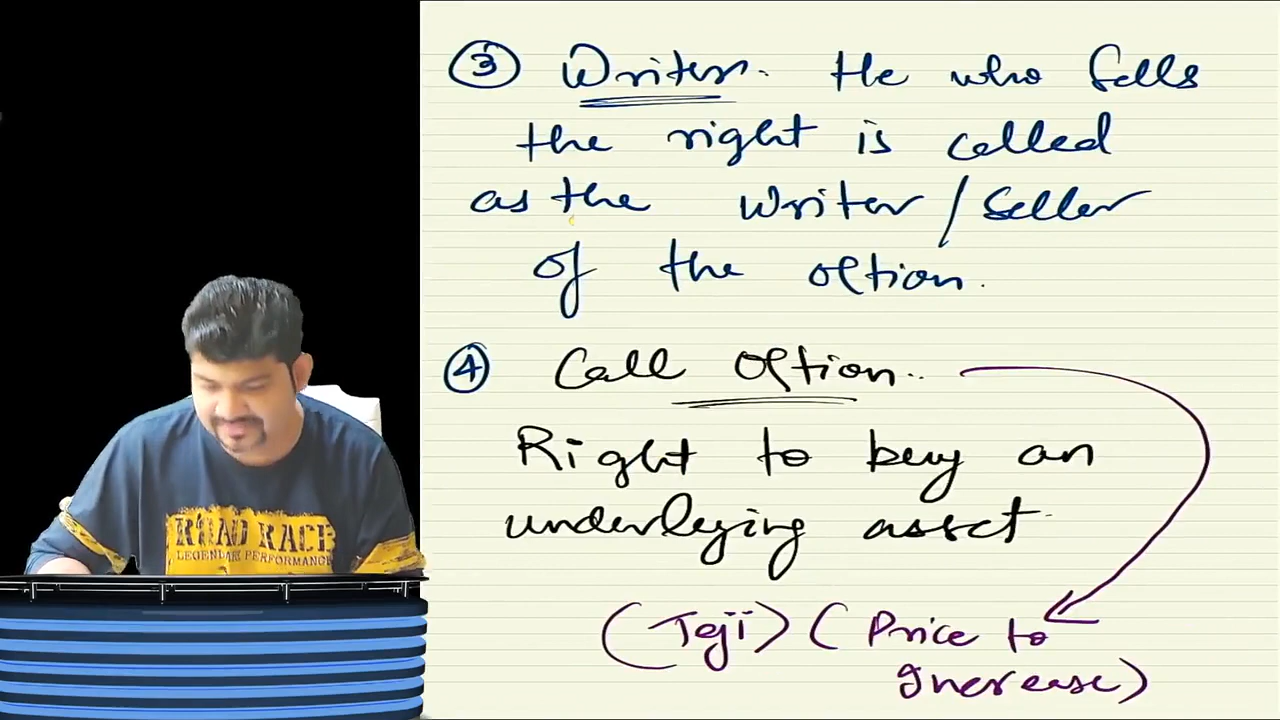 ③ Writer. He who sells
the right is called
as the writer/seller
of the option.
④ Call Option..
Right to buy an
underlying asset.
(Teji) (Price to
increase)
ROAD RACE
LEGENDARY PERFORMANCE